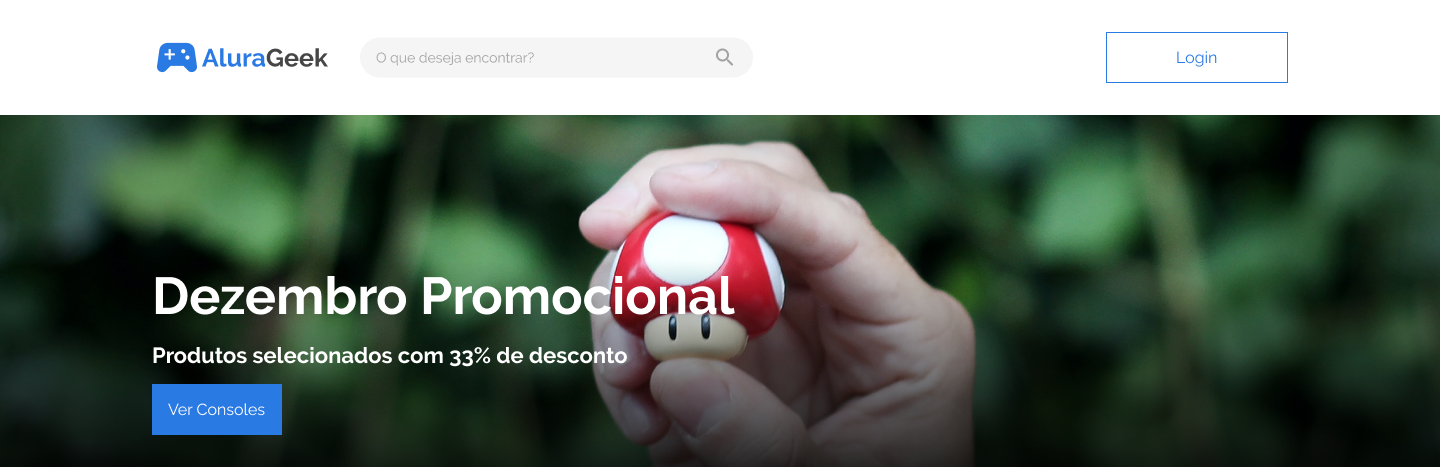 AluraGeek
O que deseja encontrar?
Login
Dezembro Promocional
Produtos selecionados com 33% de desconto
Ver Consoles